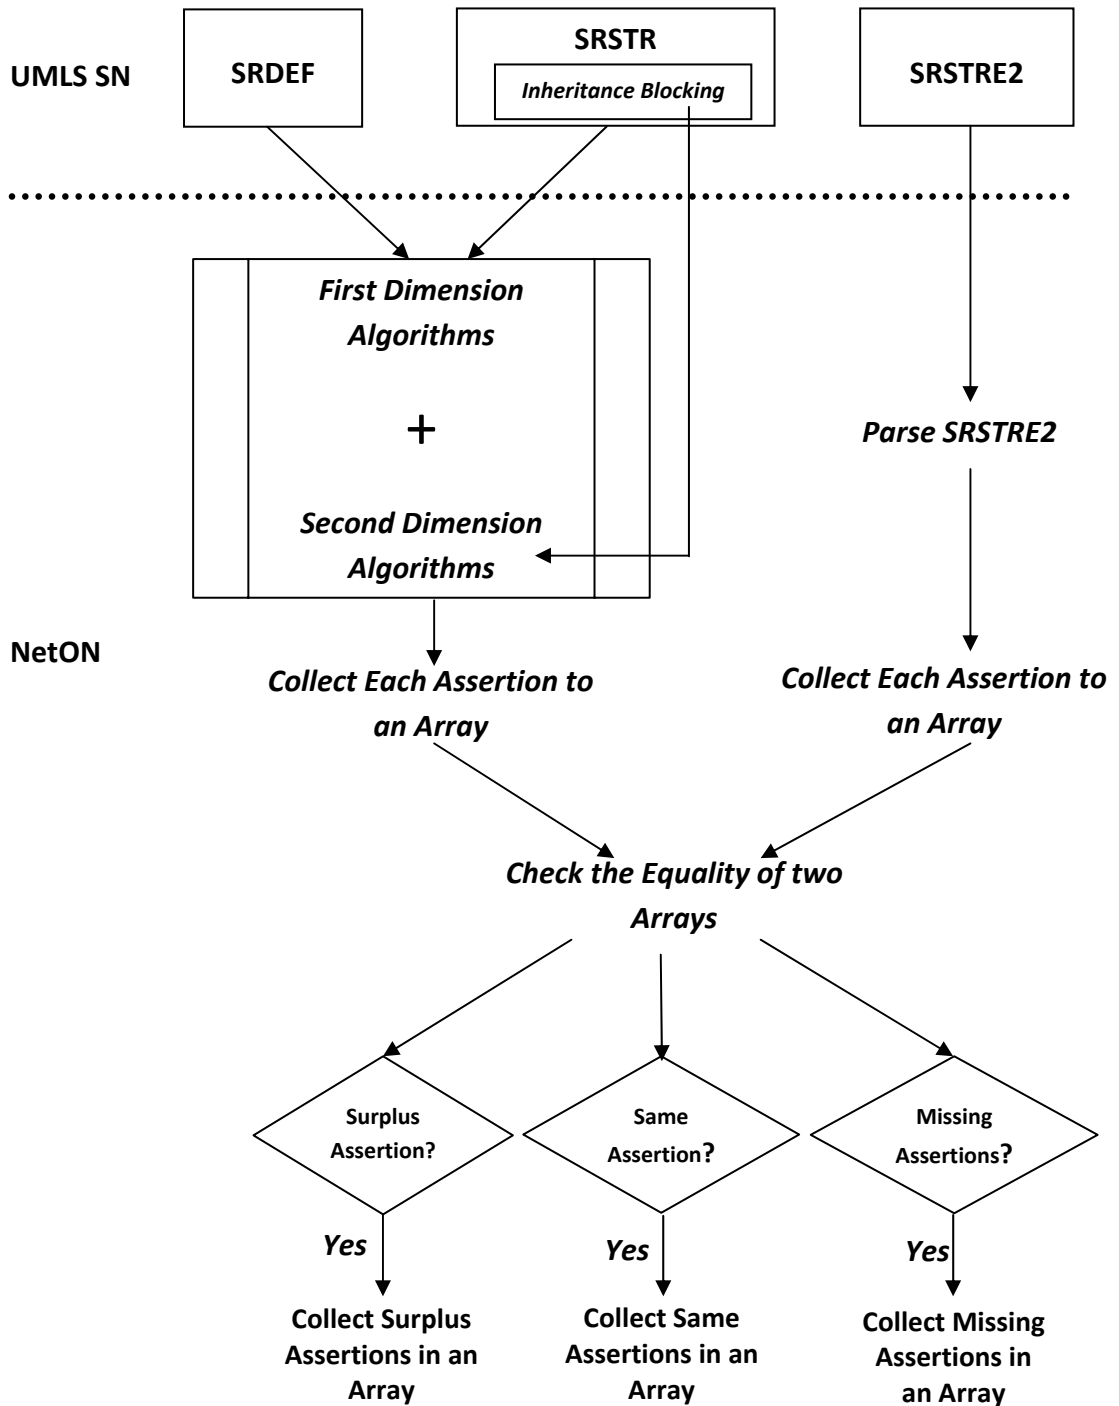 UMLS SN
SRDEF
SRSTR
Inheritance Blocking
SRSTRE2
First Dimension
Algorithms
+
Second Dimension
Algorithms
Parse SRSTRE2
NetON
Collect Each Assertion to
an Array
Collect Each Assertion to
an Array
Check the Equality of two
Arrays
Surplus
Assertion?
Same
Assertion?
Missing
Assertions?
Yes
Yes
Yes
Collect Surplus
Assertions in an
Array
Collect Same
Assertions in an
Array
Collect Missing
Assertions in
an Array